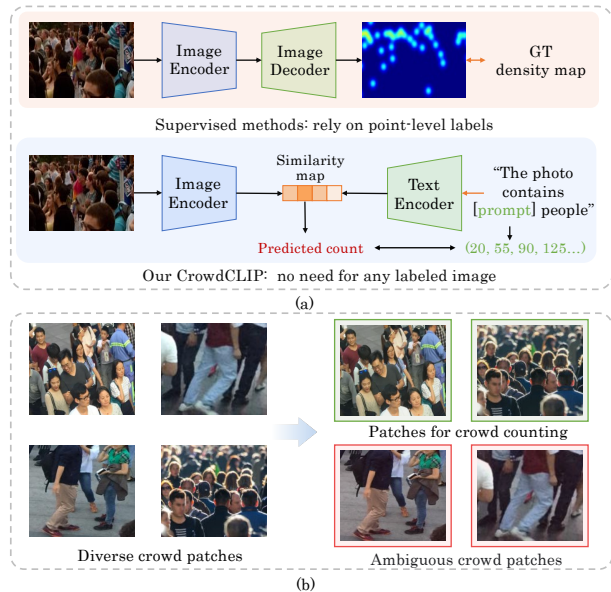 Image
Encoder
Image
Decoder
GT
density map
Supervised methods: rely on point-level labels
Image
Encoder
Similarity
map
Text
Encoder
“The photo
contains
[prompt] people”
Predicted count
(20, 55, 90, 125...)
Our CrowdCLIP: no need for any labeled image
(a)
Diverse crowd patches
Patches for crowd counting
Ambiguous crowd patches
(b)